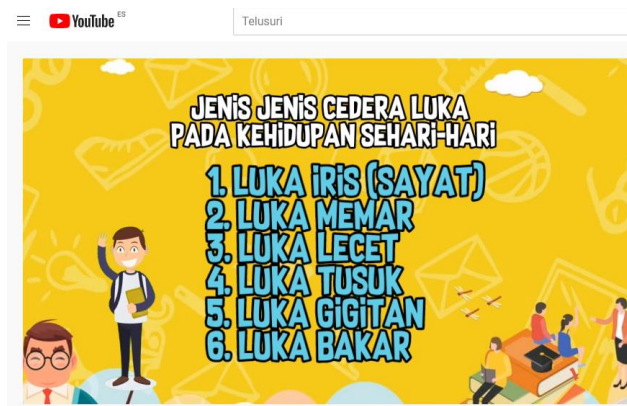 YouTube ES
Telusuri
JENIS JENIS CEDERA LUKA
PADA KEHIDUPAN SEHARI-HARI
1. LUKA IRIS (SAYAT)
2. LUKA MEMAR
3. LUKA LECET
4. LUKA TUSUK
5. LUKA GIGITAN
6. LUKA BAKAR